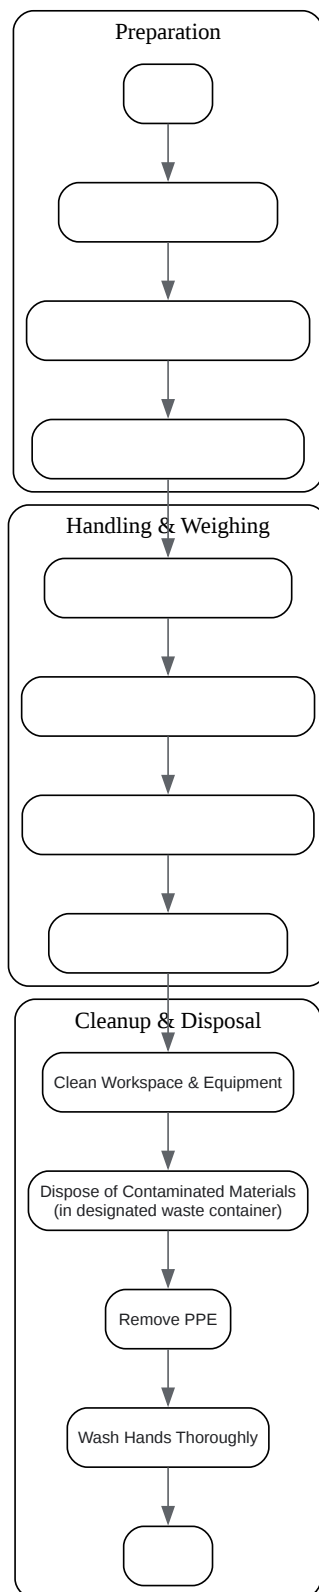 Preparation
Handling & Weighing
Cleanup & Disposal
Clean Workspace & Equipment
Dispose of Contaminated Materials
(in designated waste container)
Remove PPE
Wash Hands Thoroughly